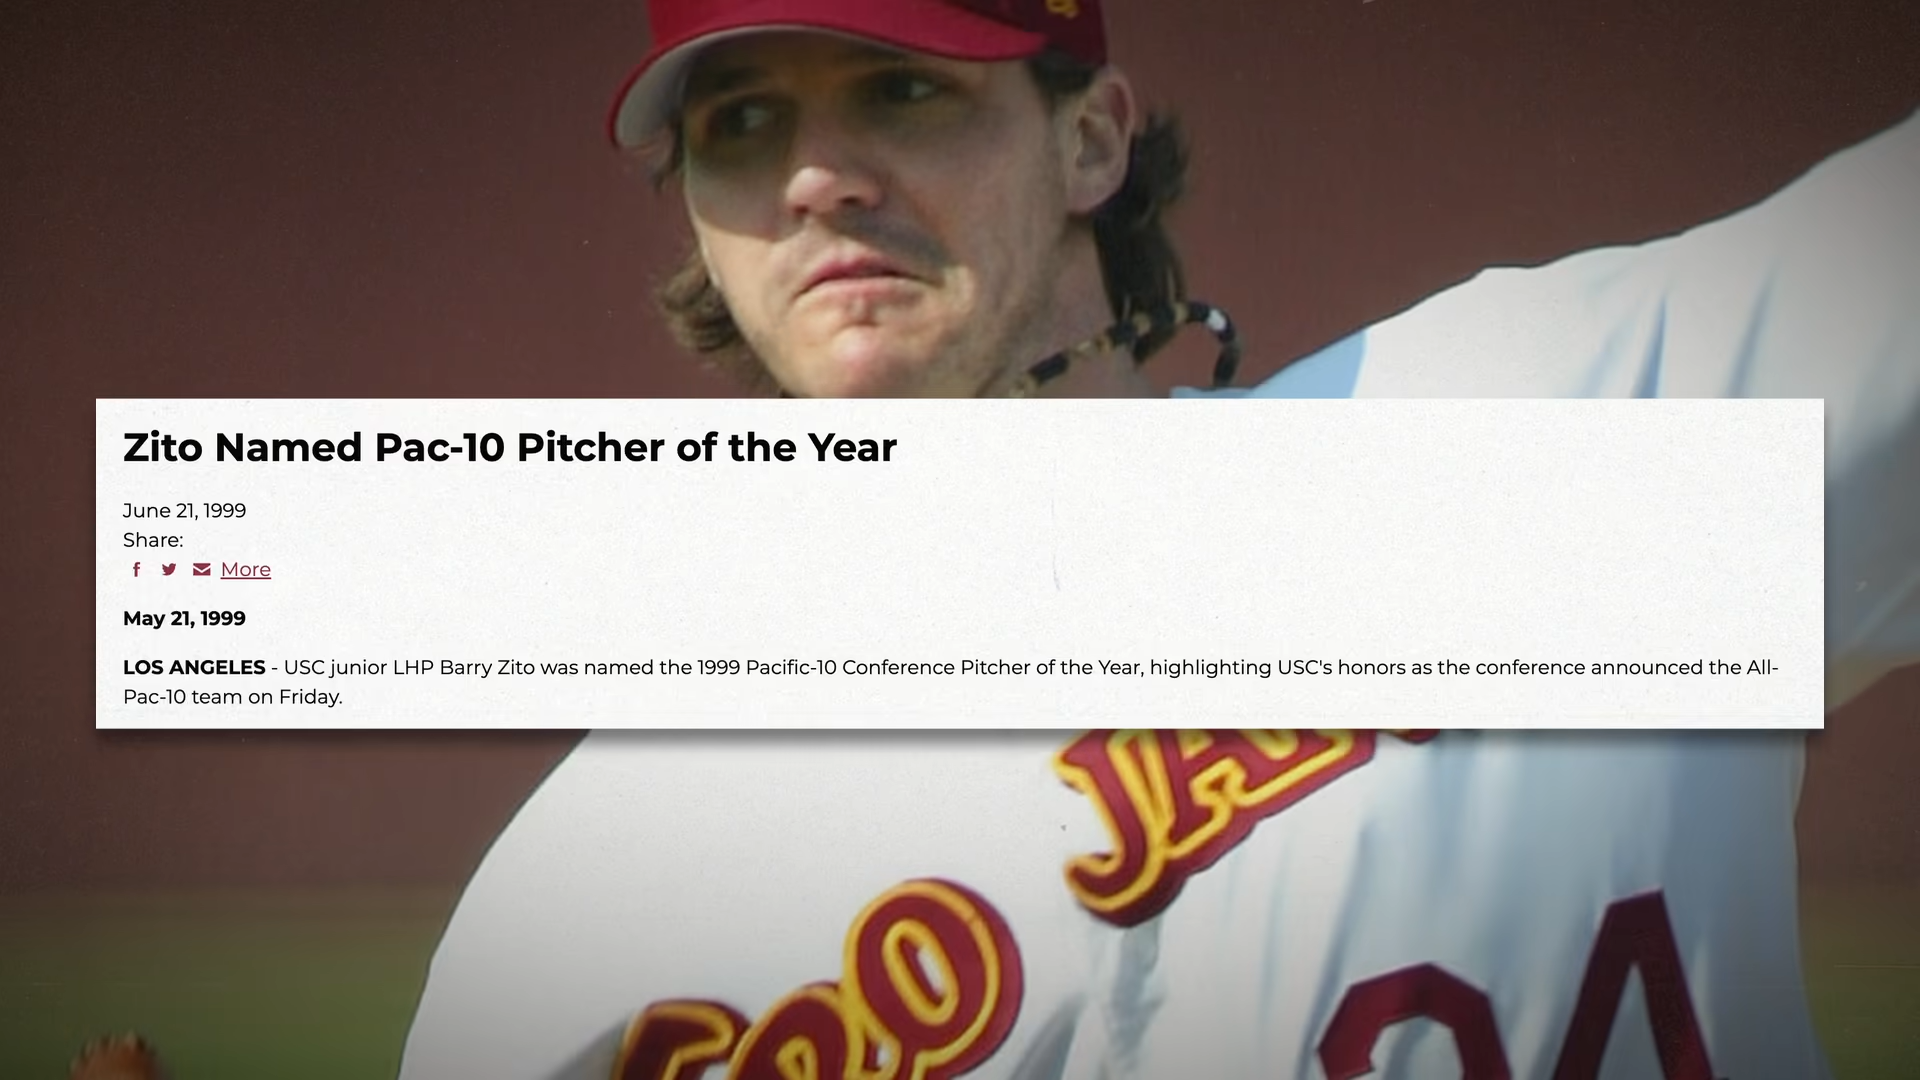 Zito Named Pac-10 Pitcher of the Year
June 21, 1999
Share:
More
May 21, 1999
LOS ANGELES - USC junior LHP Barry Zito was named the 1999 Pacific-10 Conference Pitcher of the Year, highlighting USC's honors as the conference announced the All-
Pac-10 team on Friday.
34